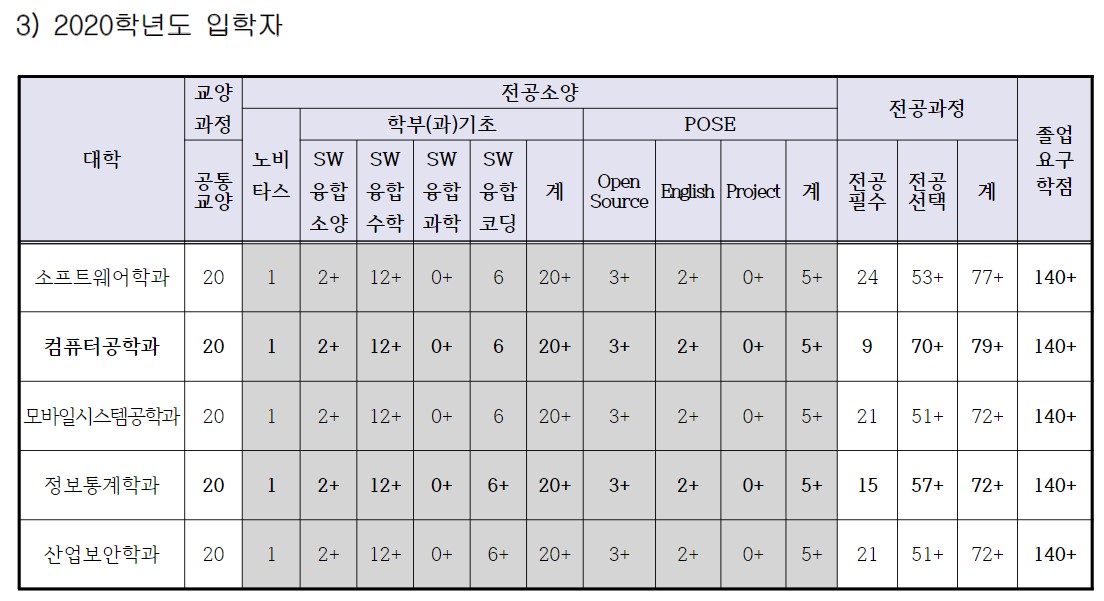 3) 2020학년도 입학자
대학 교양 과정 전공소양 전공과정 졸업 요구 학점
노비 타스 학부(과)기초 POSE
공통 교양 SW 융합 소양 SW 융합 수학 SW 융합 과학 SW 융합 코딩 계 Open Source English Project 계 전공 필수 전공 선택 계
소프트웨어학과 20 1 2+ 12+ 0+ 6 20+ 3+ 2+ 0+ 5+ 24 53+ 77+ 140+
컴퓨터공학과 20 1 2+ 12+ 0+ 6 20+ 3+ 2+ 0+ 5+ 9 70+ 79+ 140+
모바일시스템공학과 20 1 2+ 12+ 0+ 6 20+ 3+ 2+ 0+ 5+ 21 51+ 72+ 140+
정보통계학과 20 1 2+ 12+ 0+ 6+ 20+ 3+ 2+ 0+ 5+ 15 57+ 72+ 140+
산업보안학과 20 1 2+ 12+ 0+ 6+ 20+ 3+ 2+ 0+ 5+ 21 51+ 72+ 140+